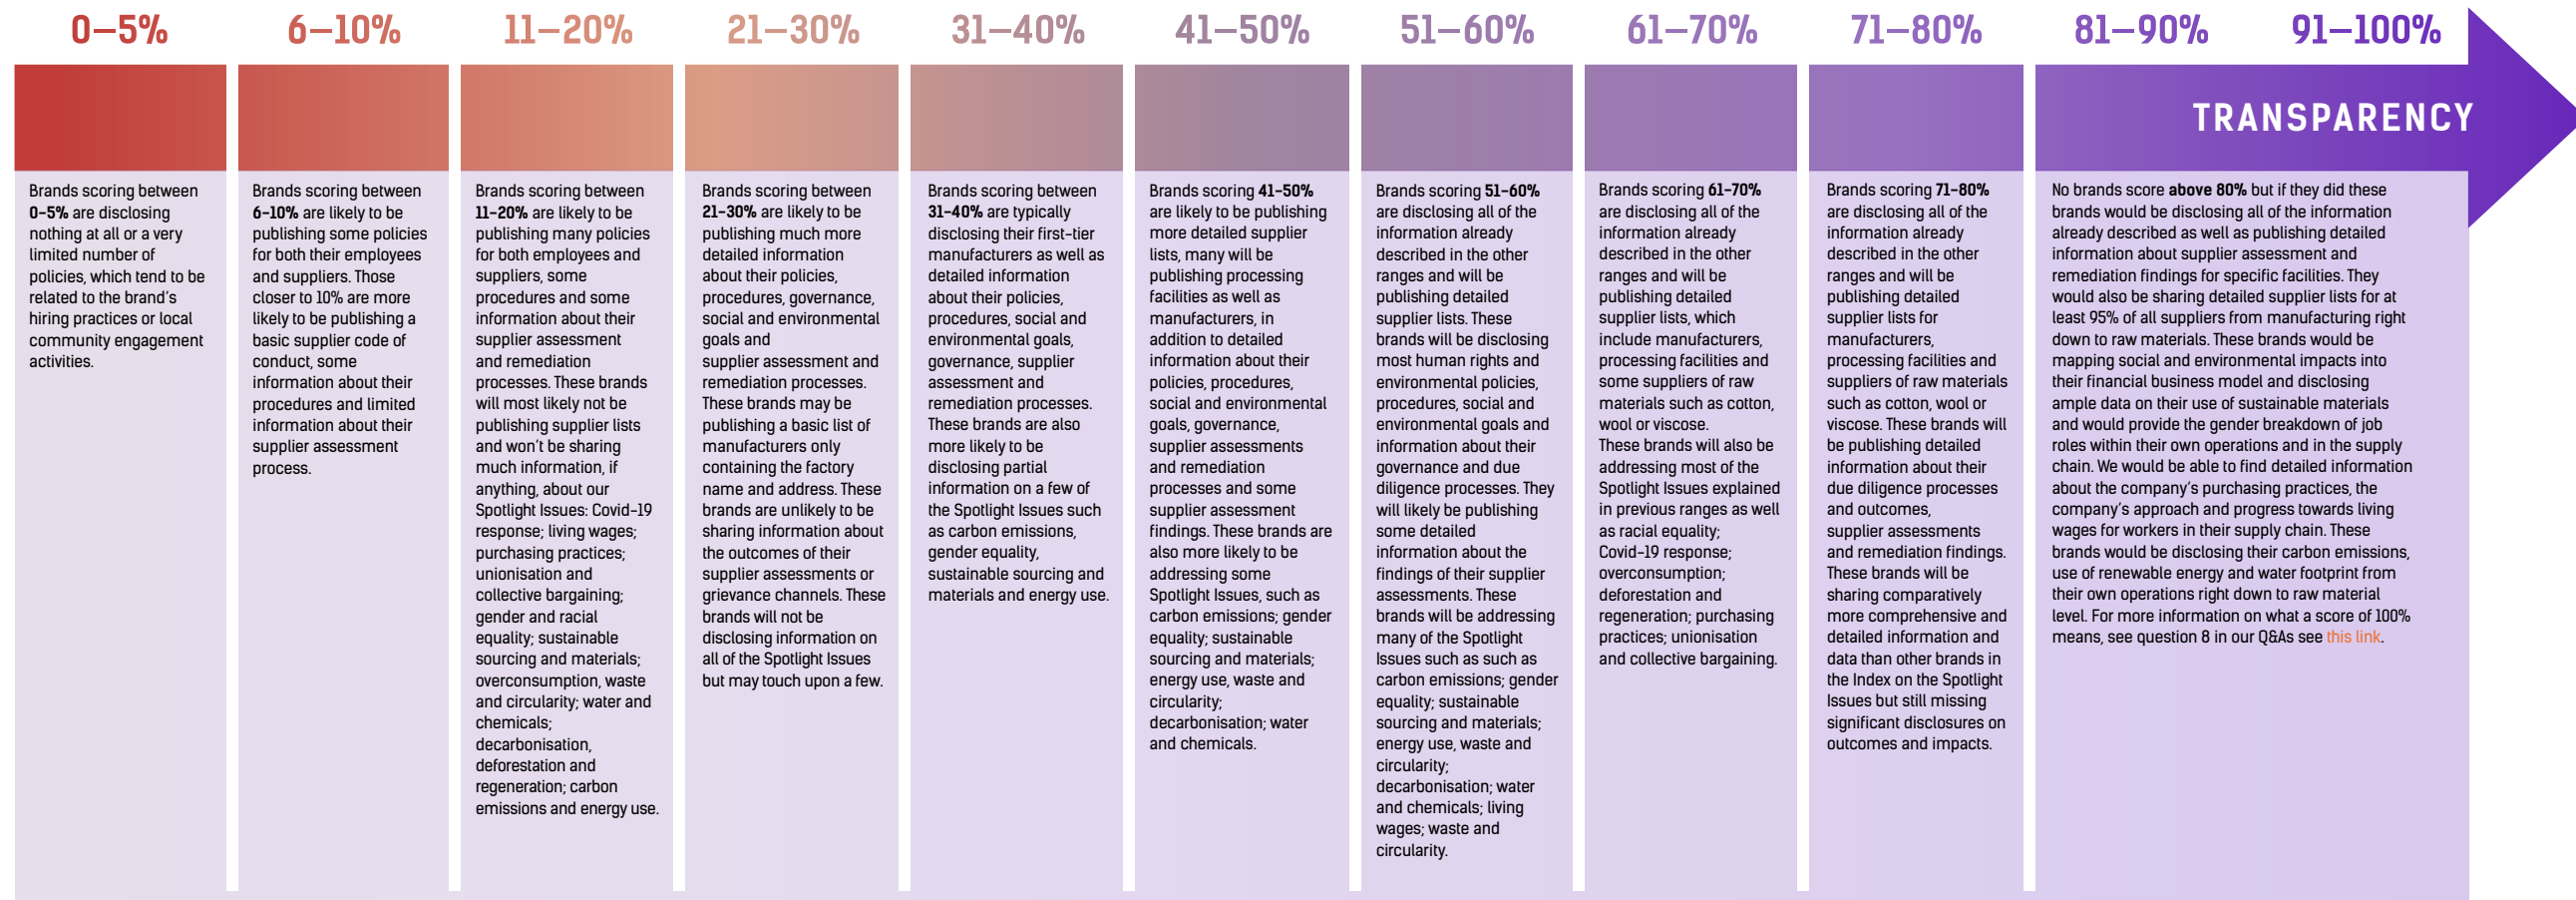 0–5%
6–10%
11–20%
21–30%
31–40%
41–50%
51–60%
61–70%
71–80%
81–90%
91–100%
TRANSPARENCY
Brands scoring between
0-5% are disclosing
nothing at all or a very
limited number of
policies, which tend to be
related to the brand's
hiring practices or local
community engagement
activities.
Brands scoring between
6-10% are likely to be
publishing some policies
for both their employees
and suppliers. Those
closer to 10% are more
likely to be publishing a
basic supplier code of
conduct, some
information about their
procedures and limited
information about their
supplier assessment
process.
Brands scoring between
11-20% are likely to be
publishing many policies
for both employees and
suppliers, some
procedures and some
information about their
supplier assessment
and remediation
processes. These brands
will most likely not be
publishing supplier lists
and won't be sharing
much information, if
anything, about our
Spotlight Issues: Covid-19
response; living wages;
purchasing practices;
unionisation and
collective bargaining;
gender and racial
equality; sustainable
sourcing and materials;
overconsumption, waste
and circularity; water and
chemicals;
decarbonisation,
deforestation and
regeneration; carbon
emissions and energy use.
Brands scoring between
21-30% are likely to be
publishing much more
detailed information
about their policies,
procedures, governance,
social and environmental
goals and
supplier assessment and
remediation processes.
These brands may be
publishing a basic list of
manufacturers only
containing the factory
name and address. These
brands are unlikely to be
sharing information about
the outcomes of their
supplier assessments or
grievance channels. These
brands will not be
disclosing information on
all of the Spotlight Issues
but may touch upon a few.
Brands scoring between
31-40% are typically
disclosing their first-tier
manufacturers as well as
detailed information
about their policies,
procedures, social and
environmental goals,
governance, supplier
assessment and
remediation processes.
These brands are also
more likely to be
disclosing partial
information on a few of
the Spotlight Issues such
as carbon emissions,
gender equality,
sustainable sourcing and
materials and energy use.
Brands scoring 41-50%
are likely to be publishing
more detailed supplier
lists, many will be
publishing processing
facilities as well as
manufacturers, in
addition to detailed
information about their
policies, procedures,
social and environmental
goals, governance,
supplier assessments
and remediation
processes and some
supplier assessment
findings. These brands are
also more likely to be
addressing some
Spotlight Issues, such as
carbon emissions; gender
equality; sustainable
sourcing and materials;
energy use, waste and
circularity;
decarbonisation; water
and chemicals.
Brands scoring 51-60%
are disclosing all of the
information already
described in the other
ranges and will be
publishing detailed
supplier lists. These
brands will be disclosing
most human rights and
environmental policies,
procedures, social and
environmental goals and
information about their
governance and due
diligence processes. They
will likely be publishing
some detailed
information about the
findings of their supplier
assessments. These
brands will be addressing
many of the Spotlight
Issues such as such as
carbon emissions; gender
equality; sustainable
sourcing and materials;
energy use, waste and
circularity;
decarbonisation; water
and chemicals; living
wages; waste and
circularity.
Brands scoring 61-70%
are disclosing all of the
information already
described in the other
ranges and will be
publishing detailed
supplier lists, which
include manufacturers,
processing facilities and
some suppliers of raw
materials such as cotton,
wool or viscose.
These brands will also be
addressing most of the
Spotlight Issues explained
in previous ranges as well
as racial equality;
Covid-19 response;
overconsumption;
deforestation and
regeneration; purchasing
practices; unionisation
and collective bargaining.
Brands scoring 71-80%
are disclosing all of the
information already
described in the other
ranges and will be
publishing detailed
supplier lists for
manufacturers,
processing facilities and
suppliers of raw materials
such as cotton, wool or
viscose. These brands will
be publishing detailed
information about their
due diligence processes
and outcomes,
supplier assessments
and remediation findings.
These brands will be
sharing comparatively
more comprehensive and
detailed information and
data than other brands in
the Index on the Spotlight
Issues but still missing
significant disclosures on
outcomes and impacts.
No brands score above 80% but if they did these
brands would be disclosing all of the information
already described as well as publishing detailed
information about supplier assessment and
remediation findings for specific facilities. They
would also be sharing detailed supplier lists for at
least 95% of all suppliers from manufacturing right
down to raw materials. These brands would be
mapping social and environmental impacts into
their financial business model and disclosing
ample data on their use of sustainable materials
and would provide the gender breakdown of job
roles within their own operations and in the supply
chain. We would be able to find detailed information
about the company's purchasing practices, the
company's approach and progress towards living
wages for workers in their supply chain. These
brands would be disclosing their carbon emissions,
use of renewable energy and water footprint from
their own operations right down to raw material
level. For more information on what a score of 100%
means, see question 8 in our Q&As see this link.